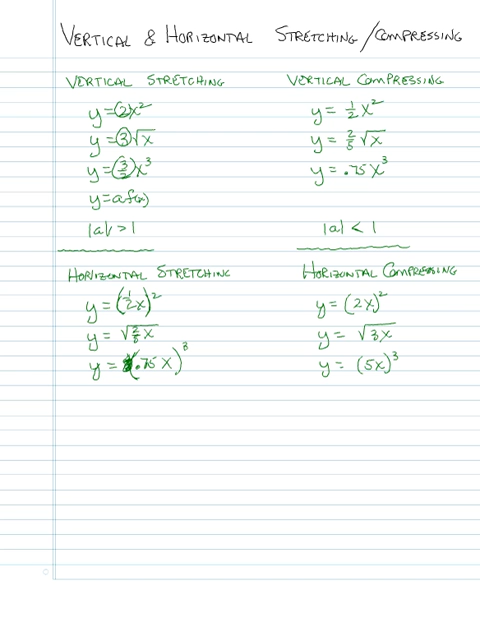 VERTICAL & HORIZONTAL STRETCHING/COMPRESSING
VERTICAL STRETCHING
y=2x²
y=3√x
y=(3/2)x³
y=af(x)
|a|>1
VERTICAL COMPRESSING
y=½x²
y=⅖√x
y=.75x³
|a|<1
HORIZONTAL STRETCHING
y=(½x)²
y=√(⅔x)
y=(.75x)³
HORIZONTAL COMPRESSING
y=(2x)²
y=√(3x)
y=(5x)³